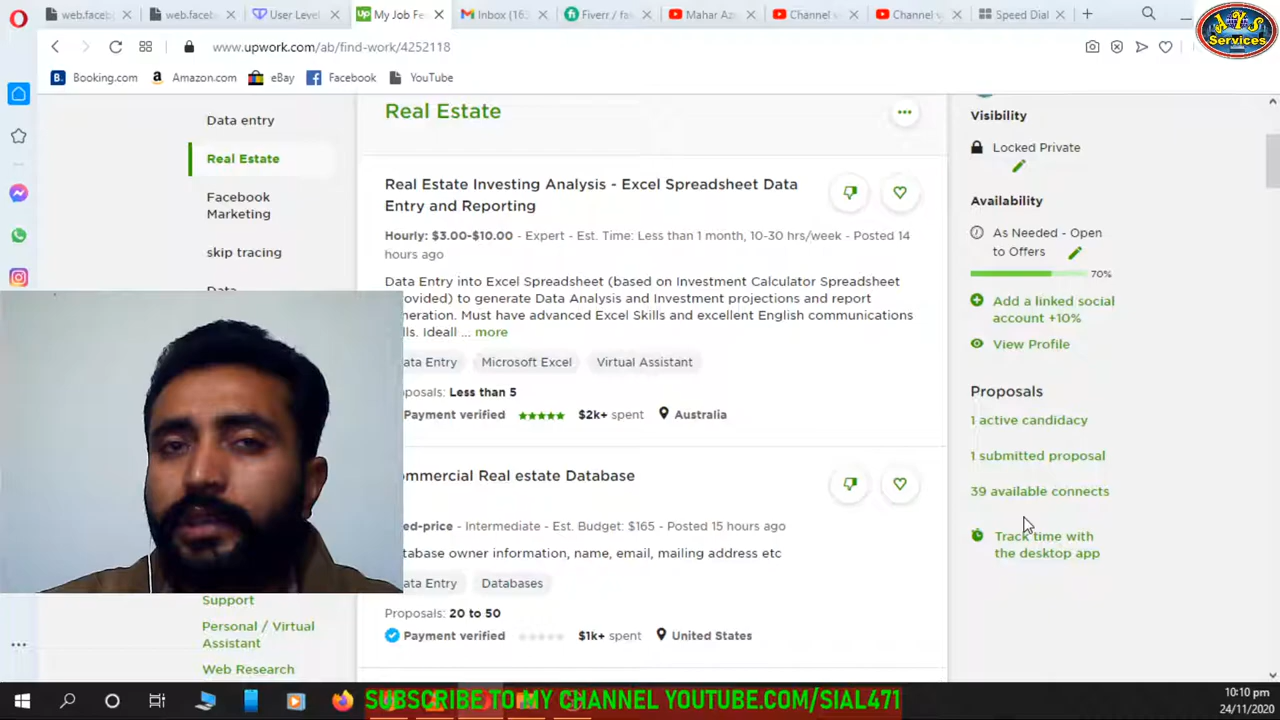 web.faceb
web.faceb
User Level
My Job Fe
Inbox (16
Fiverr / fa
Mahar Az
Channel v
Channel v
Speed Dial
AYS
Services
www.upwork.com/ab/find-work/4252118
Booking.com
Amazon.com
eBay
Facebook
YouTube
Data entry
Real Estate
Facebook
Marketing
skip tracing
Data
Support
Personal / Virtual
Assistant
Web Research
Real Estate
Real Estate Investing Analysis - Excel Spreadsheet Data
Entry and Reporting
Hourly: $3.00-$10.00 - Expert - Est. Time: Less than 1 month, 10-30 hrs/week - Posted 14
hours ago
Data Entry into Excel Spreadsheet (based on Investment Calculator Spreadsheet
rovided) to generate Data Analysis and Investment projections and report
eneration. Must have advanced Excel Skills and excellent English communications
lls. Ideall ... more
ata Entry
Microsoft Excel
Virtual Assistant
oposals: Less than 5
Payment verified
$2k+ spent
Australia
ommercial Real estate Database
ed-price - Intermediate - Est. Budget: $165 - Posted 15 hours ago
tabase owner information, name, email, mailing address etc
ata Entry
Databases
Proposals: 20 to 50
Payment verified
$1k+ spent
United States
Visibility
Locked Private
Availability
As Needed - Open
to Offers
70%
Add a linked social
account +10%
View Profile
Proposals
1 active candidacy
1 submitted proposal
39 available connects
Track time with
the desktop app
SUBSCRIBE TO MY CHANNEL YOUTUBE.COM/SIAL471
10:10 pm
24/11/2020